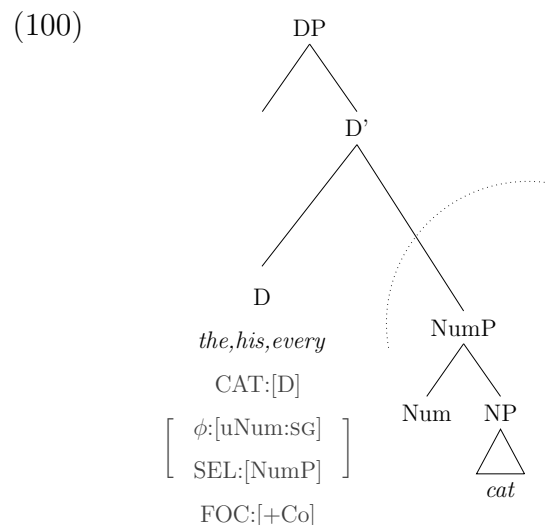 (100)
DP
D'
D
the,his,every
CAT:[D]
ϕ:[uNum:SG]
SEL:[NumP]
FOC:[+Co]
NumP
Num NP
cat